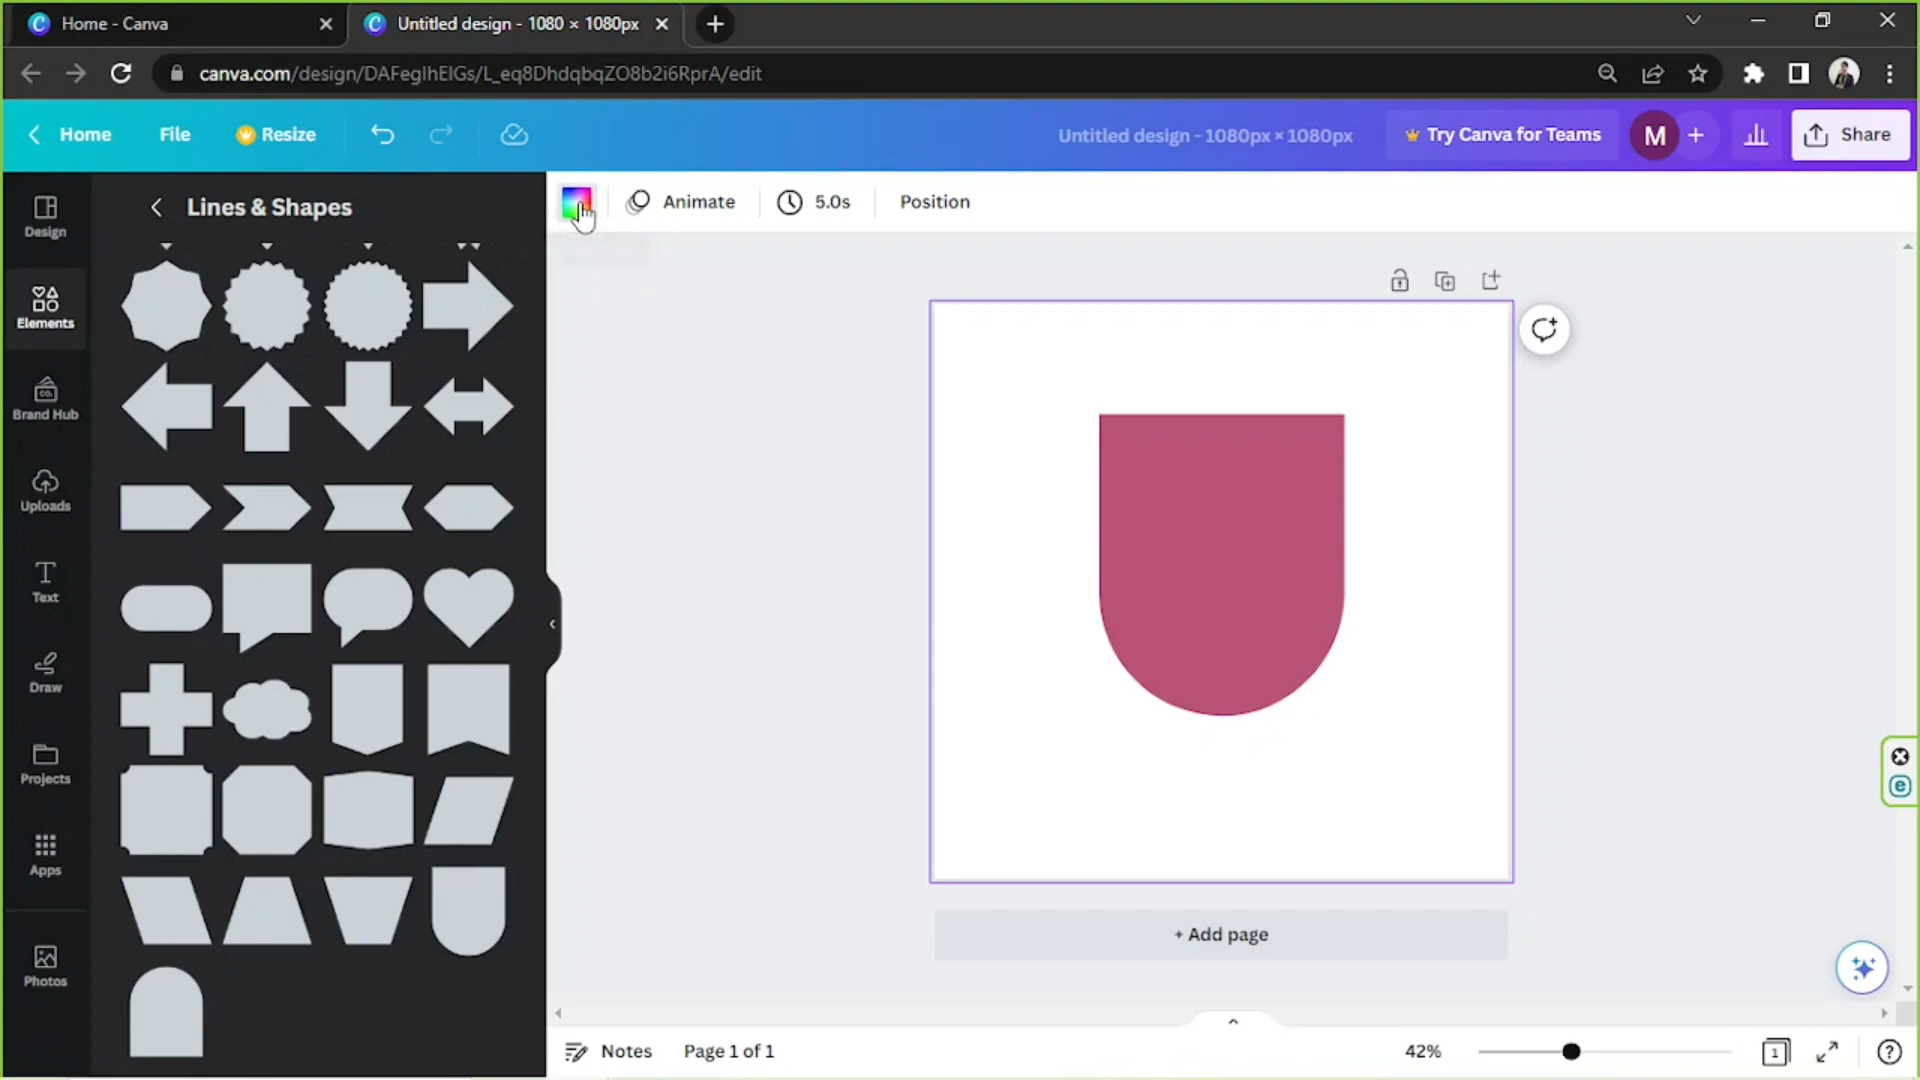 Home - Canva
Untitled design - 1080 × 1080px
canva.com/design/DAFeglhElGs/L_eq8DhdqbqZO8b2i6RprA/edit
Home
File
Resize
Untitled design - 1080px × 1080px
Try Canva for Teams
M
+
Share
Design
Elements
Brand Hub
Uploads
Text
Draw
Projects
Apps
Photos
Lines & Shapes
Animate
5.0s
Position
+ Add page
Notes
Page 1 of 1
42%
1